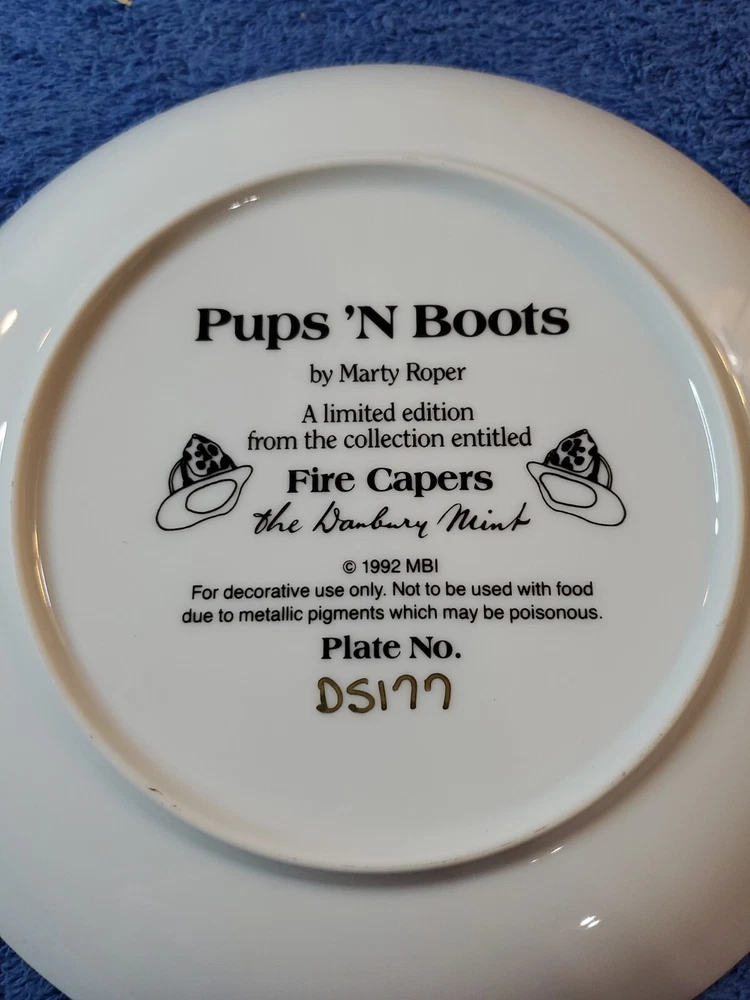 Pups 'N Boots
by Marty Roper
A limited edition
from the collection entitled
Fire Capers
the Danbury Mint
© 1992 MBI
For decorative use only. Not to be used with food
due to metallic pigments which may be poisonous.
Plate No.
DS177